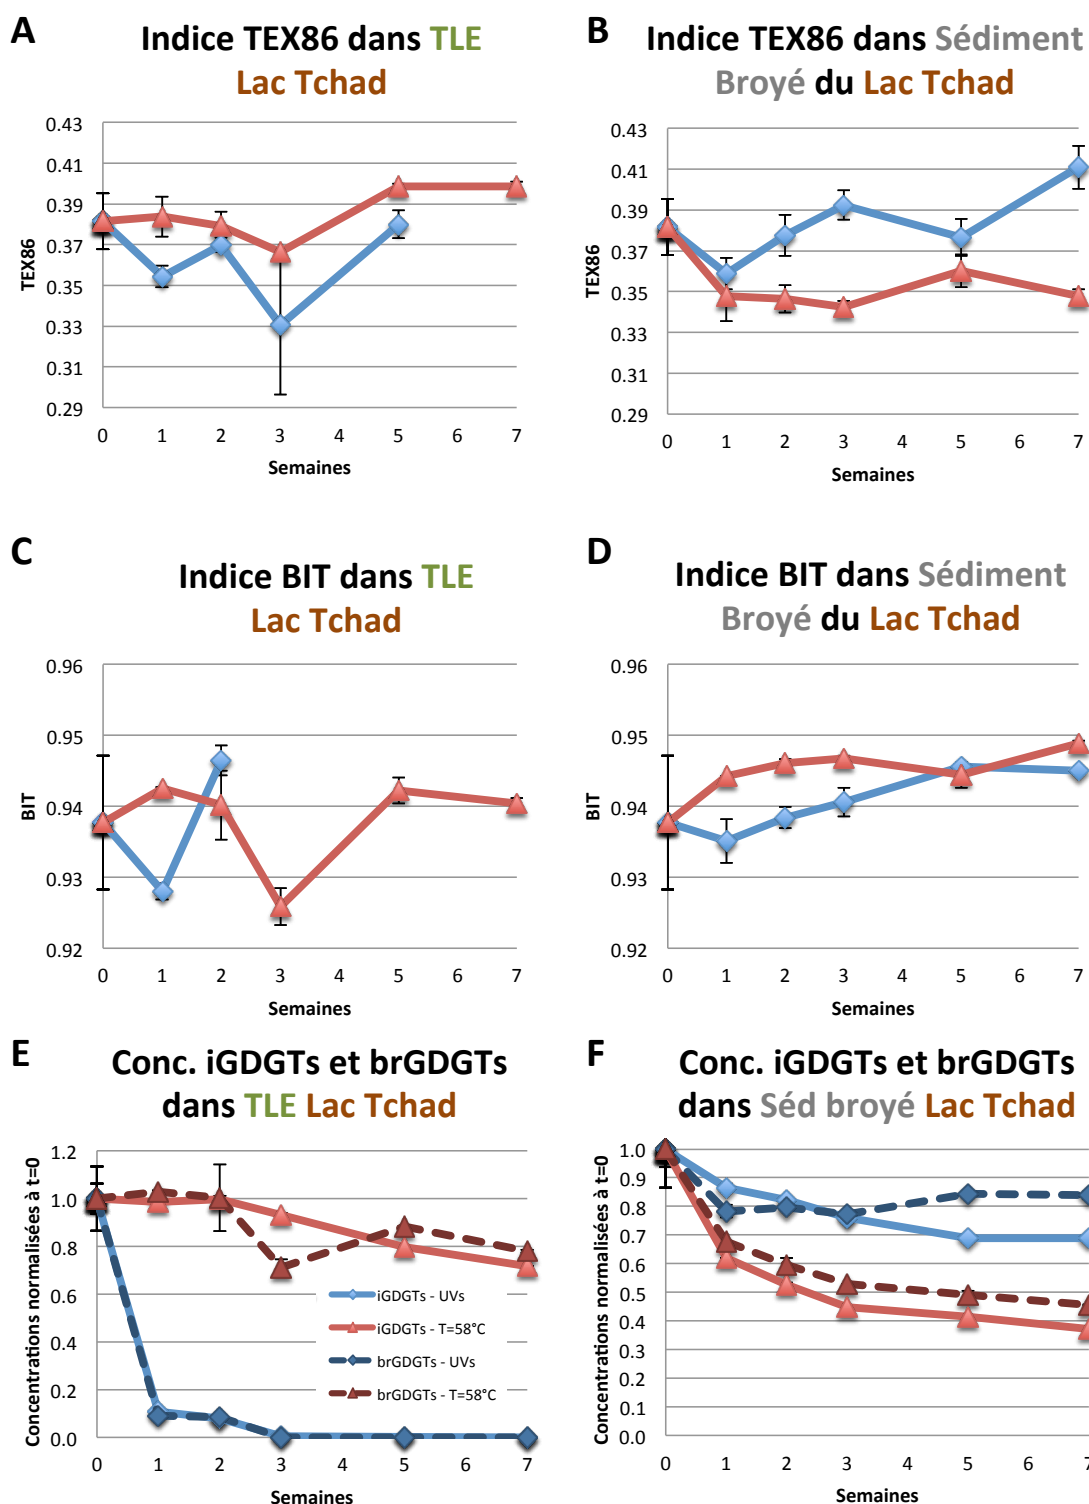 A
Indice TEX86 dans TLE
Lac Tchad
TEX86
0.43
0.41
0.39
0.37
0.35
0.33
0.31
0.29
0 1 2 3 4 5 6 7
Semaines
B
Indice TEX86 dans Sédiment
Broyé du Lac Tchad
TEX86
0.43
0.41
0.39
0.37
0.35
0.33
0.31
0.29
0 1 2 3 4 5 6 7
Semaines
C
Indice BIT dans TLE
Lac Tchad
BIT
0.96
0.95
0.94
0.93
0.92
0 1 2 3 4 5 6 7
Semaines
D
Indice BIT dans Sédiment
Broyé du Lac Tchad
BIT
0.96
0.95
0.94
0.93
0.92
0 1 2 3 4 5 6 7
Semaines
E
Conc. iGDGTs et brGDGTs
dans TLE Lac Tchad
Concentrations normalisées à t=0
1.2
1.0
0.8
0.6
0.4
0.2
0.0
iGDGTs - UVs
iGDGTs - T=58°C
brGDGTs - UVs
brGDGTs - T=58°C
0 1 2 3 4 5 6 7
Semaines
F
Conc. iGDGTs et brGDGTs
dans Séd broyé Lac Tchad
Concentrations normalisées à t=0
1.0
0.9
0.8
0.7
0.6
0.5
0.4
0.3
0.2
0.1
0.0
0 1 2 3 4 5 6 7
Semaines